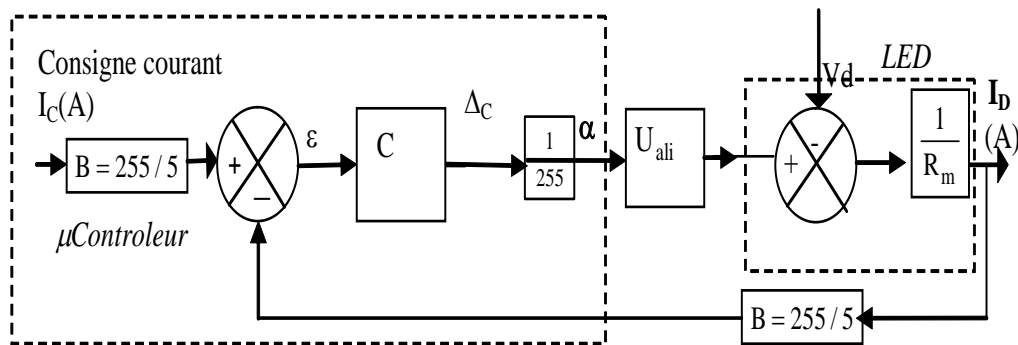 Consigne courant
I_C(A)
B = 255 / 5
μControleur
+
−
ε
C
Δ_C
1
255
α
U_ali
Vd
LED
+
-
1
R_m
I_D
(A)
B = 255 / 5